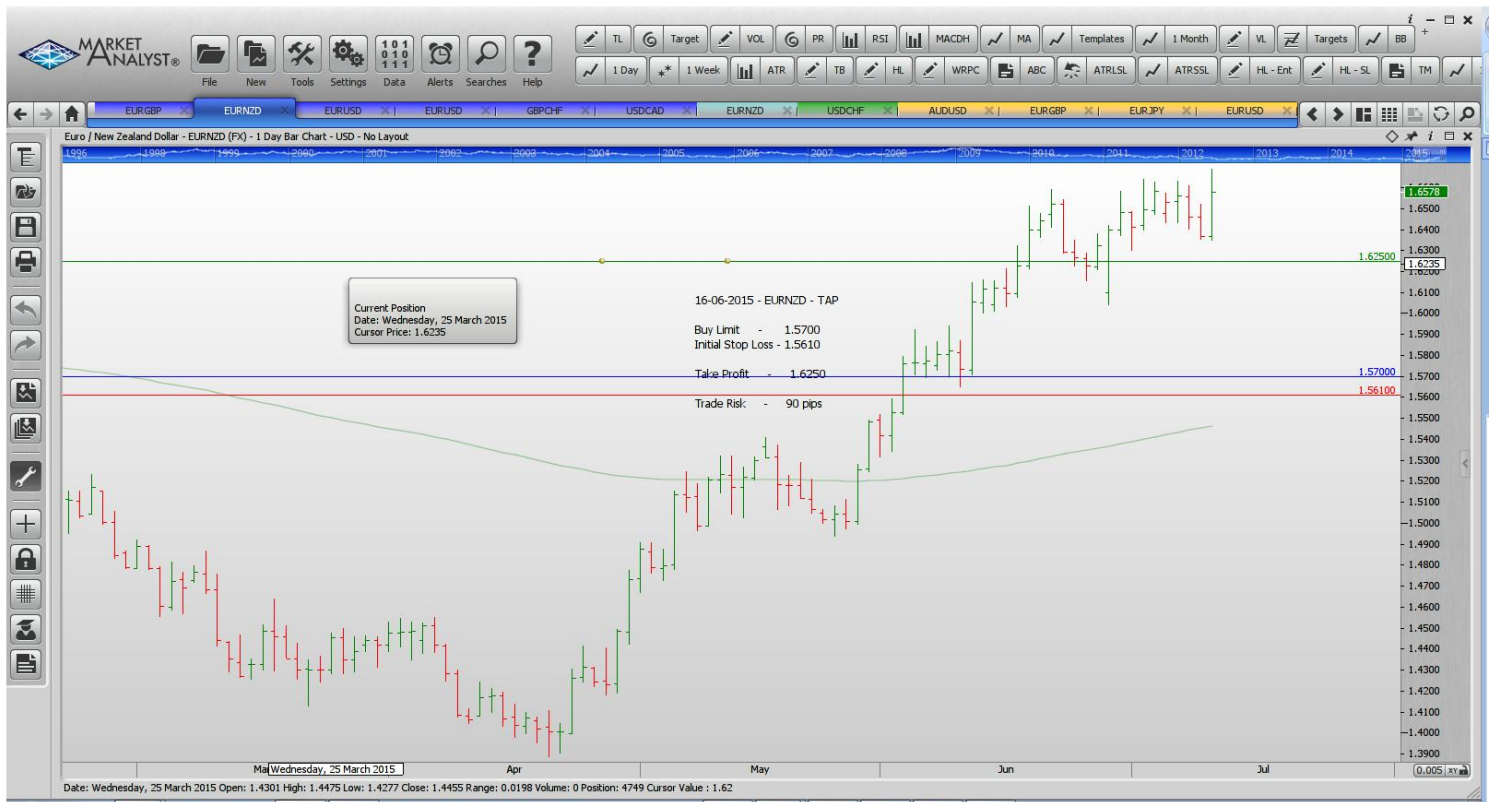 i
MARKET
ANALYST®
TL Target VOL PR RSI MACDH MA Templates 1 Month VL Targets BB
1 Day 1 Week ATR TB HL WRPC ABC ATRLSL ATRSSL HL - Ent HL - SL TM
101
010
111
File New Tools Settings Data Alerts Searches Help
EURGBP EURNZD EURUSD EURUSD GBPCHF USDCAD EURNZD USDCHF AUDUSD EURGBP EURJPY EURUSD
Euro / New Zealand Dollar - EURNZD (FX) - 1 Day Bar Chart - USD - No Layout
1996 1998 1999 2000 2001 2002 2003 2004 2005 2006 2007 2008 2009 2010 2011 2012 2013 2014 2015
1.6578
1.6500
1.6400
1.6300
1.62500
1.6235
1.6200
1.6100
1.6000
1.5900
1.5800
1.57000
1.5700
1.56100
1.5600
1.5500
1.5400
1.5300
1.5200
1.5100
1.5000
1.4900
1.4800
1.4700
1.4600
1.4500
1.4400
1.4300
1.4200
1.4100
1.4000
1.3900
Current Position
Date: Wednesday, 25 March 2015
Cursor Price: 1.6235
16-06-2015 - EURNZD - TAP
Buy Limit - 1.5700
Initial Stop Loss - 1.5610
Take Profit - 1.6250
Trade Risk - 90 pips
Wednesday, 25 March 2015 Apr May Jun Jul 0.005 XY
Date: Wednesday, 25 March 2015 Open: 1.4301 High: 1.4475 Low: 1.4277 Close: 1.4455 Range: 0.0198 Volume: 0 Position: 4749 Cursor Value : 1.62